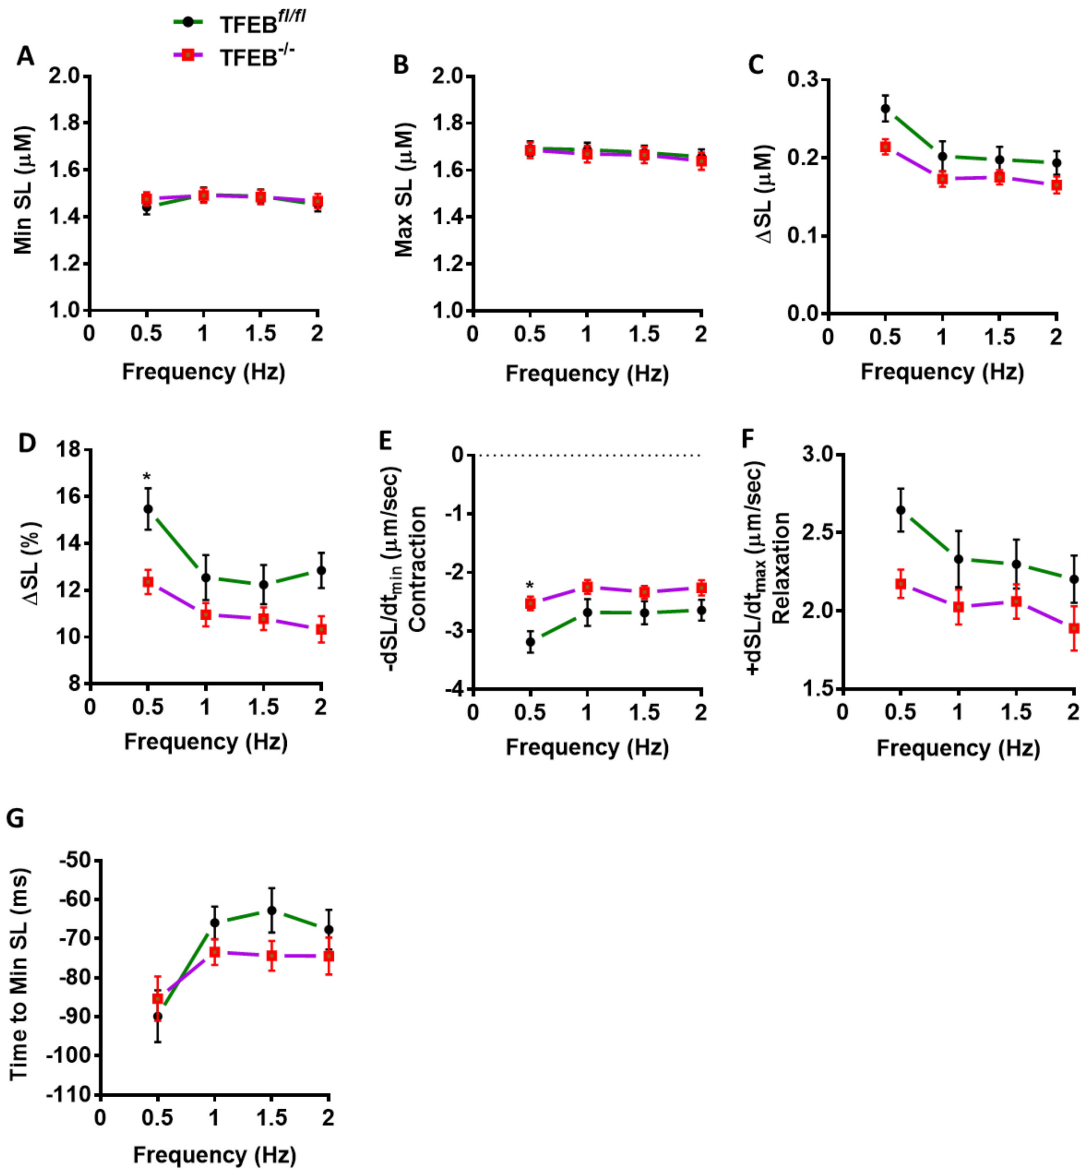 TFEBfl/fl
TFEB-/-
A
Min SL (µM)
2.0
1.8
1.6
1.4
1.2
1.0
0 0.5 1 1.5 2
Frequency (Hz)
B
Max SL (µM)
2.0
1.8
1.6
1.4
1.2
1.0
0 0.5 1 1.5 2
Frequency (Hz)
C
ΔSL (µM)
0.3
0.2
0.1
0.0
0 0.5 1 1.5 2
Frequency (Hz)
D
ΔSL (%)
18
16
14
12
10
8
*
0 0.5 1 1.5 2
Frequency (Hz)
E
-dSL/dtmin (µm/sec)
Contraction
0
-1
-2
-3
-4
*
0 0.5 1 1.5 2
Frequency (Hz)
F
+dSL/dtmax (µm/sec)
Relaxation
3.0
2.5
2.0
1.5
0 0.5 1 1.5 2
Frequency (Hz)
G
Time to Min SL (ms)
-50
-60
-70
-80
-90
-100
-110
0 0.5 1 1.5 2
Frequency (Hz)